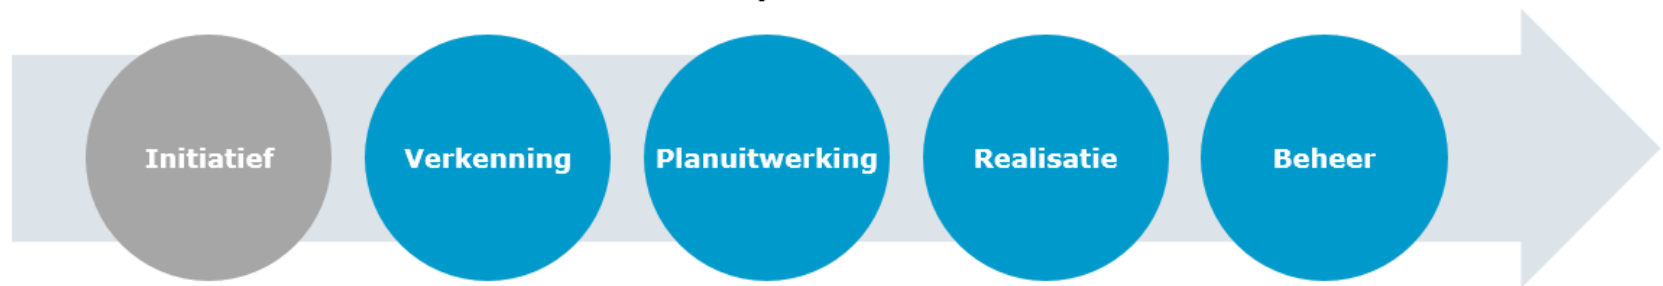 Initiatief
Verkenning
Planuitwerking
Realisatie
Beheer